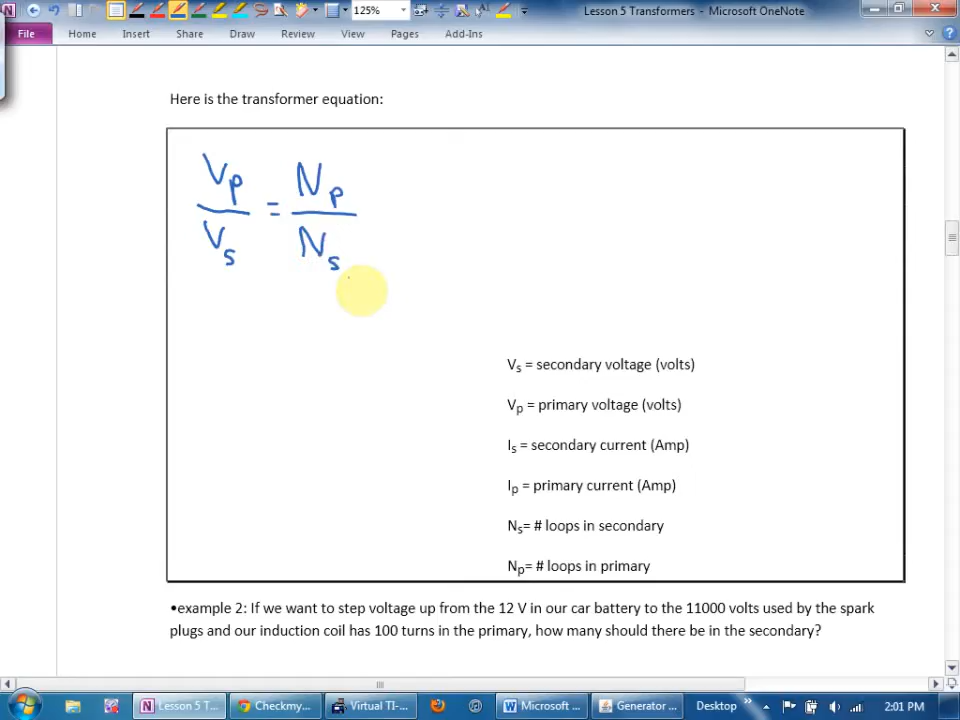 125%
Lesson 5 Transformers - Microsoft OneNote
File Home Insert Share Draw Review View Pages Add-Ins
Here is the transformer equation:
Vp/Vs = Np/Ns
Vs = secondary voltage (volts)
Vp = primary voltage (volts)
Is = secondary current (Amp)
Ip = primary current (Amp)
Ns= # loops in secondary
Np= # loops in primary
•example 2: If we want to step voltage up from the 12 V in our car battery to the 11000 volts used by the spark
plugs and our induction coil has 100 turns in the primary, how many should there be in the secondary?
Lesson 5 T... Checkmy... Virtual TI-... Microsoft ... Generator ... Desktop 2:01 PM